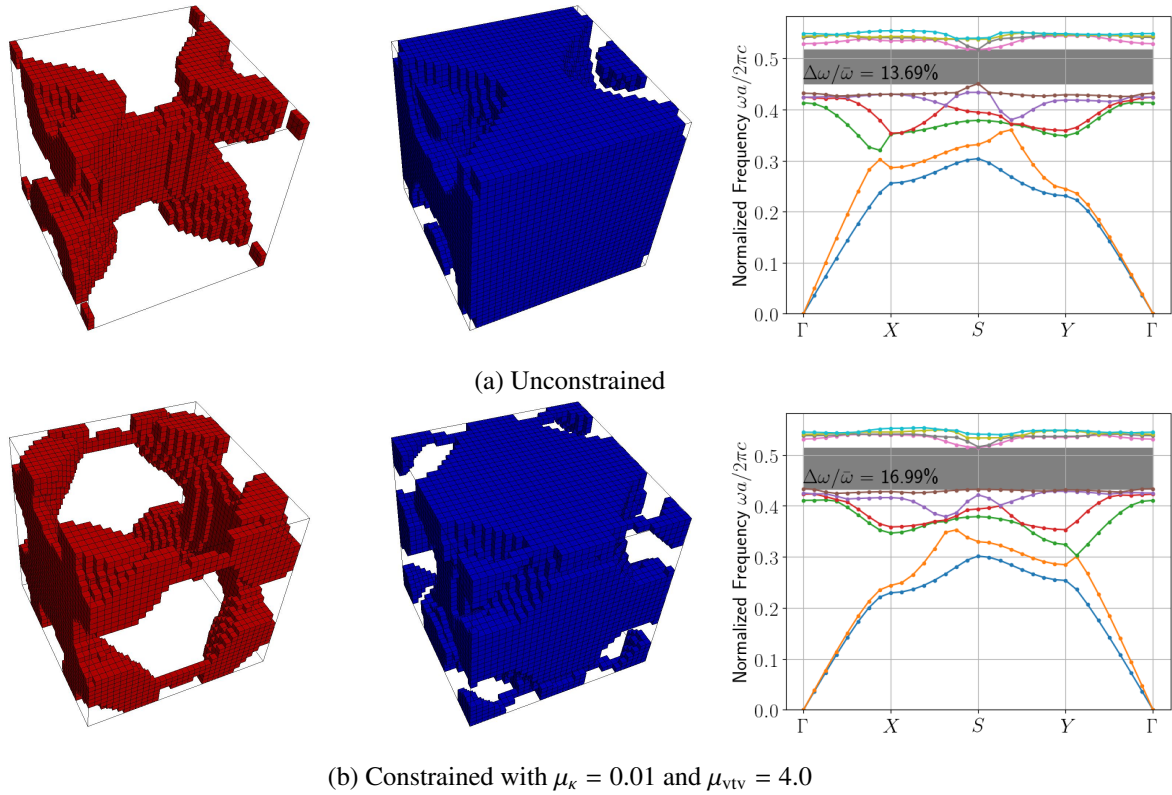 Normalized Frequency ωa/2πc
0.5
0.4
0.3
0.2
0.1
0.0
Δω/ω̄ = 13.69%
Γ X S Y Γ
(a) Unconstrained
Normalized Frequency ωa/2πc
0.5
0.4
0.3
0.2
0.1
0.0
Δω/ω̄ = 16.99%
Γ X S Y Γ
(b) Constrained with μκ = 0.01 and μvtv = 4.0